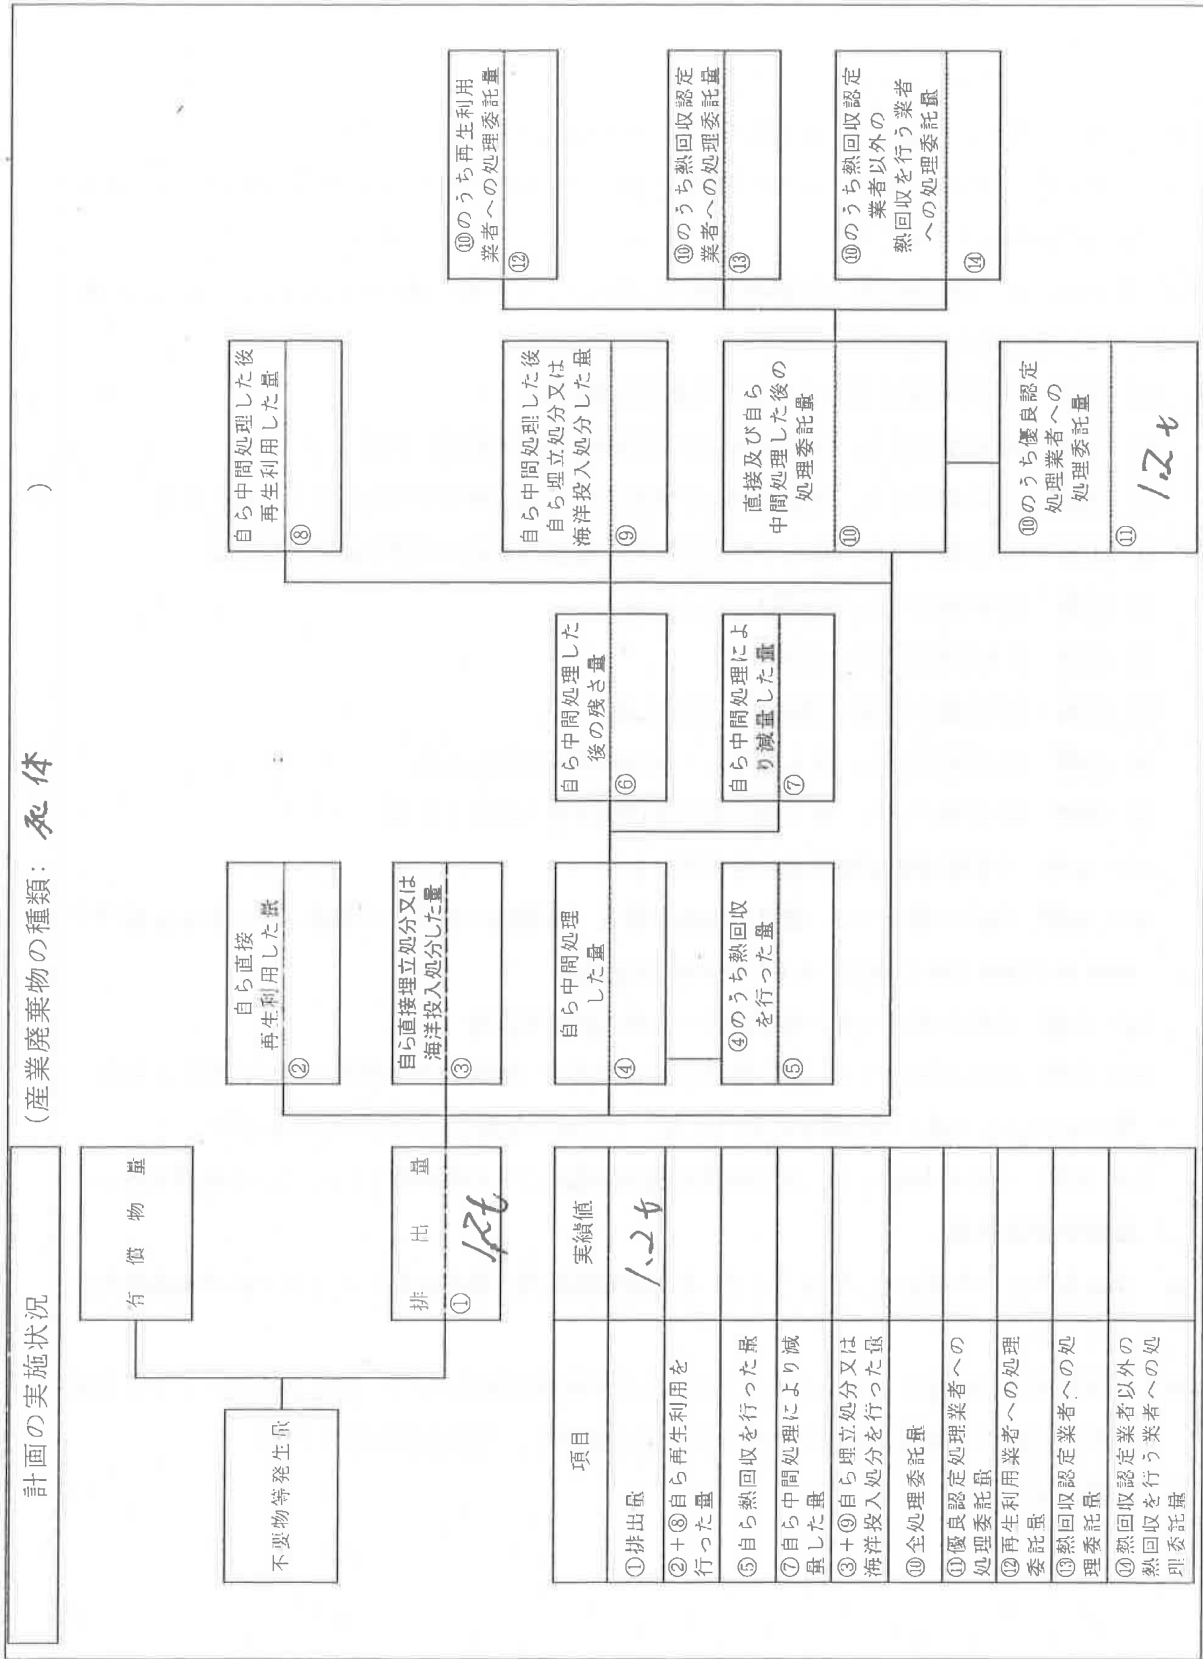 計画の実施状況
(産業廃棄物の種類: 死体 )
不要物等発生量
有償物量
排出量
① 1.2t
自ら直接
再生利用した量
②
自ら直接埋立処分又は
海洋投入処分した量
③
自ら中間処理
した量
④
④のうち熱回収
を行った量
⑤
自ら中間処理した
後の残さ量
⑥
自ら中間処理によ
り減量した量
⑦
自ら中間処理した後
再生利用した量
⑧
自ら中間処理した後
自ら埋立処分又は
海洋投入処分した量
⑨
直接及び自ら
中間処理した後の
処理委託量
⑩
⑩のうち優良認定
処理業者への
処理委託量
⑪ 1.2t
⑩のうち再生利用
業者への処理委託量
⑫
⑩のうち熱回収認定
業者への処理委託量
⑬
⑩のうち熱回収認定
業者以外の
熱回収を行う業者
への処理委託量
⑭
項目 実績値
①排出量 1.2t
②+⑧自ら再生利用を
行った量
⑤自ら熱回収を行った量
⑦自ら中間処理により減
量した量
③+⑨自ら埋立処分又は
海洋投入処分を行った量
⑩全処理委託量
⑪優良認定処理業者への
処理委託量
⑫再生利用業者への処理
委託量
⑬熱回収認定業者への処
理委託量
⑭熱回収認定業者以外の
熱回収を行う業者への処
理委託量